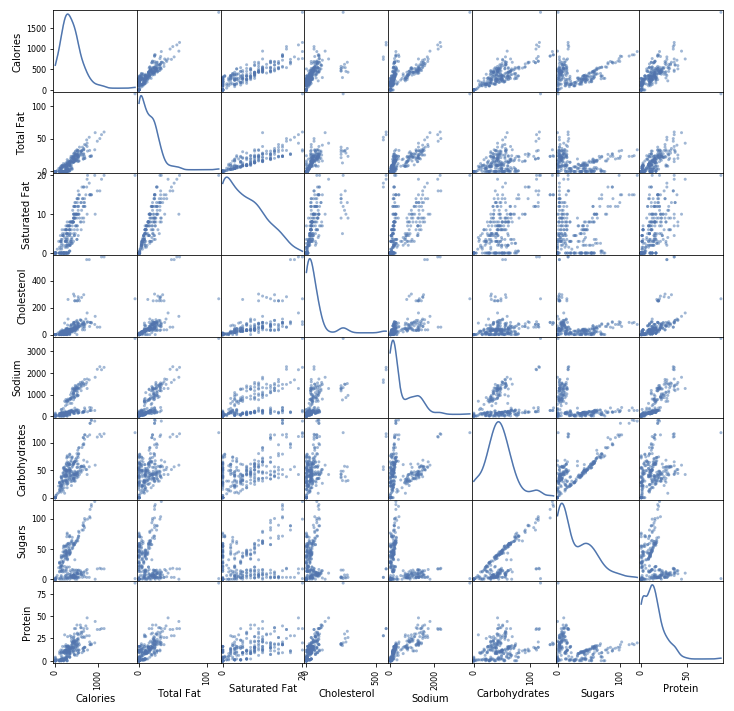 Calories
1500
1000
500
0
Total Fat
100
50
0
Saturated Fat
20
10
0
Cholesterol
400
200
0
Sodium
3000
2000
1000
0
Carbohydrates
100
50
0
Sugars
100
50
0
Protein
75
50
25
0
0 1000 0 100 0 20 0 500 0 2000 0 100 0 100 0 50
Calories Total Fat Saturated Fat Cholesterol Sodium Carbohydrates Sugars Protein